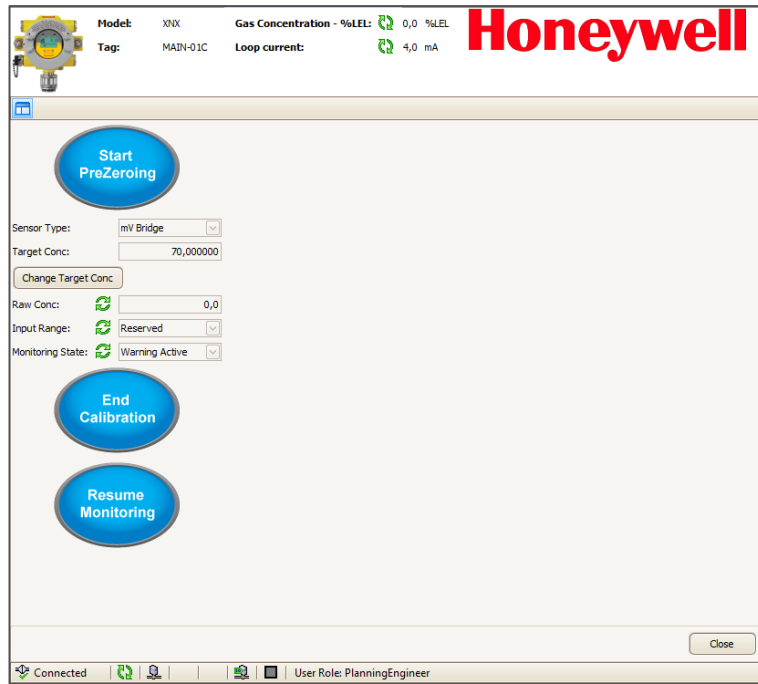 Model: XNX Gas Concentration - %LEL: 0,0 %LEL
Honeywell
Tag: MAIN-01C Loop current: 4,0 mA
Start
PreZeroing
Sensor Type: mV Bridge
Target Conc: 70,000000
Change Target Conc
Raw Conc: 0,0
Input Range: Reserved
Monitoring State: Warning Active
End
Calibration
Resume
Monitoring
Close
Connected User Role: PlanningEngineer